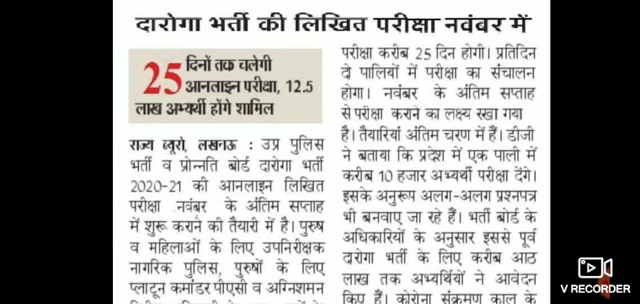 दारोगा भर्ती की लिखित परीक्षा नवंबर में
25 दिनों तक चलेगी
आनलाइन परीक्षा, 12.5
लाख अभ्यर्थी होंगे शामिल
राज्य ब्यूरो, लखनऊ : उप्र पुलिस
भर्ती व प्रोन्नति बोर्ड दारोगा भर्ती
2020-21 की आनलाइन लिखित
परीक्षा नवंबर के अंतिम सप्ताह
में शुरू कराने की तैयारी में है। पुरुष
व महिलाओं के लिए उपनिरीक्षक
नागरिक पुलिस, पुरुषों के लिए
प्लाटून कमांडर पीएसी व अग्निशमन
परीक्षा करीब 25 दिन होगी। प्रतिदिन
दो पालियों में परीक्षा का संचालन
होगा। नवंबर के अंतिम सप्ताह
से परीक्षा कराने का लक्ष्य रखा गया
है। तैयारियां अंतिम चरण में हैं। डीजी
ने बताया कि प्रदेश में एक पाली में
करीब 10 हजार अभ्यर्थी परीक्षा देंगे।
इसके अनुरूप अलग-अलग प्रश्नपत्र
भी बनवाए जा रहे हैं। भर्ती बोर्ड के
अधिकारियों के अनुसार इससे पूर्व
दारोगा भर्ती के लिए करीब आठ
लाख तक अभ्यर्थियों ने आवेदन
किए हैं। कोरोना संक्रमण काल के
V RECORDER